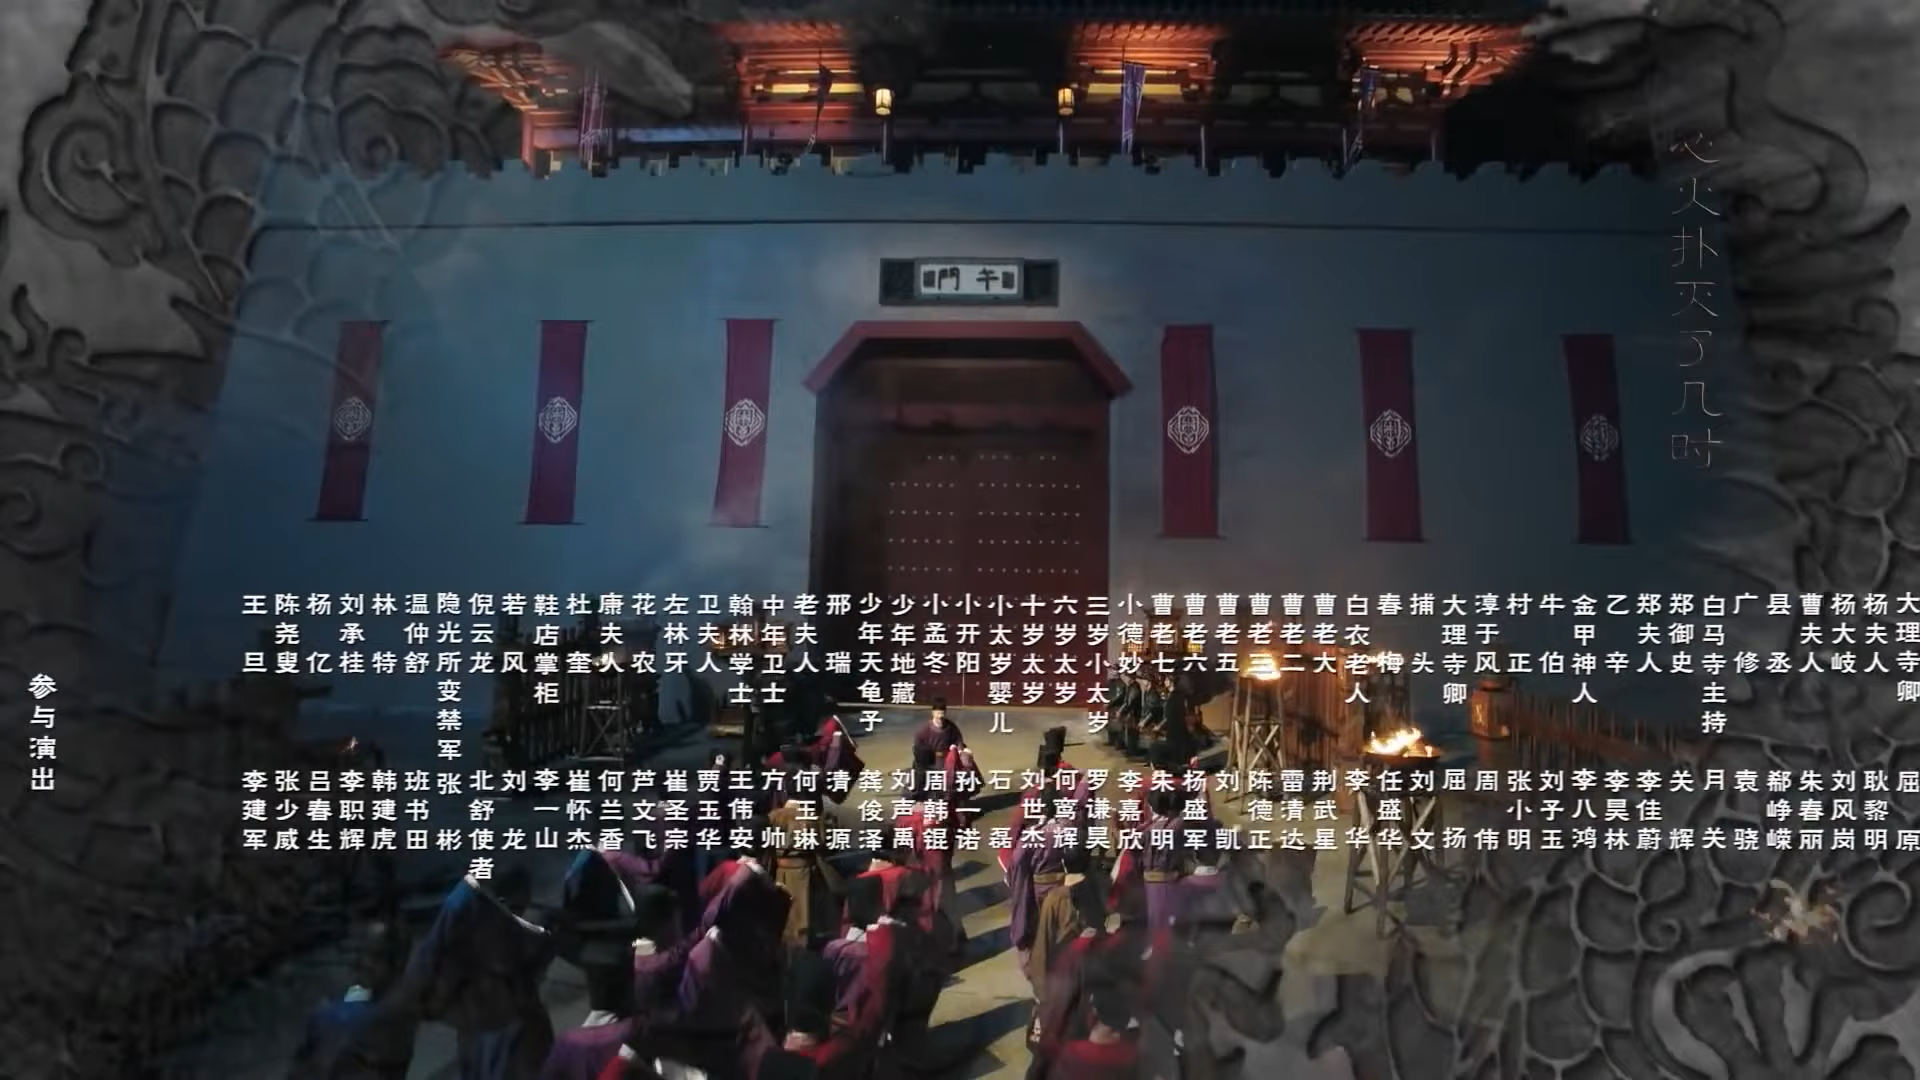 門午
心火扑灭了几时
参与演出
王旦 李建军
陈尧叟 张少威
杨亿 吕春生
刘承桂 李职辉
林特 韩建虎
温仲舒 班书田
隐光所变禁军 张彬
倪云龙 北舒使者
若风 刘龙
鞋店掌柜 李一山
杜奎 崔怀杰
康夫人 何兰香
花农 芦文飞
左林牙 崔圣宗
卫夫人 贾玉华
翰林学士 王伟安
中年卫士 方帅
老夫人 何玉琳
邢瑞 清源
少年天龟子 龚俊泽
少年地藏 刘声禹
小孟冬 周韩锟
小开阳 孙一诺
小太岁婴儿 石磊
十岁太岁 刘世杰
六岁太岁 何鸾辉
三岁小太岁 罗谦昊
小德妙 李嘉欣
曹老七 朱明
曹老六 杨盛军
曹老五 刘凯
曹老三 陈德正
曹老二 雷清达
曹老大 荆武星
白衣老人 李华
春梅 任盛华
捕头 刘文
大理寺卿 屈扬
淳于风 周伟
村正 张小明
牛伯 刘子玉
金甲神人 李八鸿
乙辛 李昊林
郑夫人 李佳蔚
郑御史 关辉
白马寺主持 月关
广修 袁骁
县丞 郗峥嵘
曹夫人 朱春丽
杨大岐 刘风岗
杨夫人 耿黎明
大理寺卿 屈原